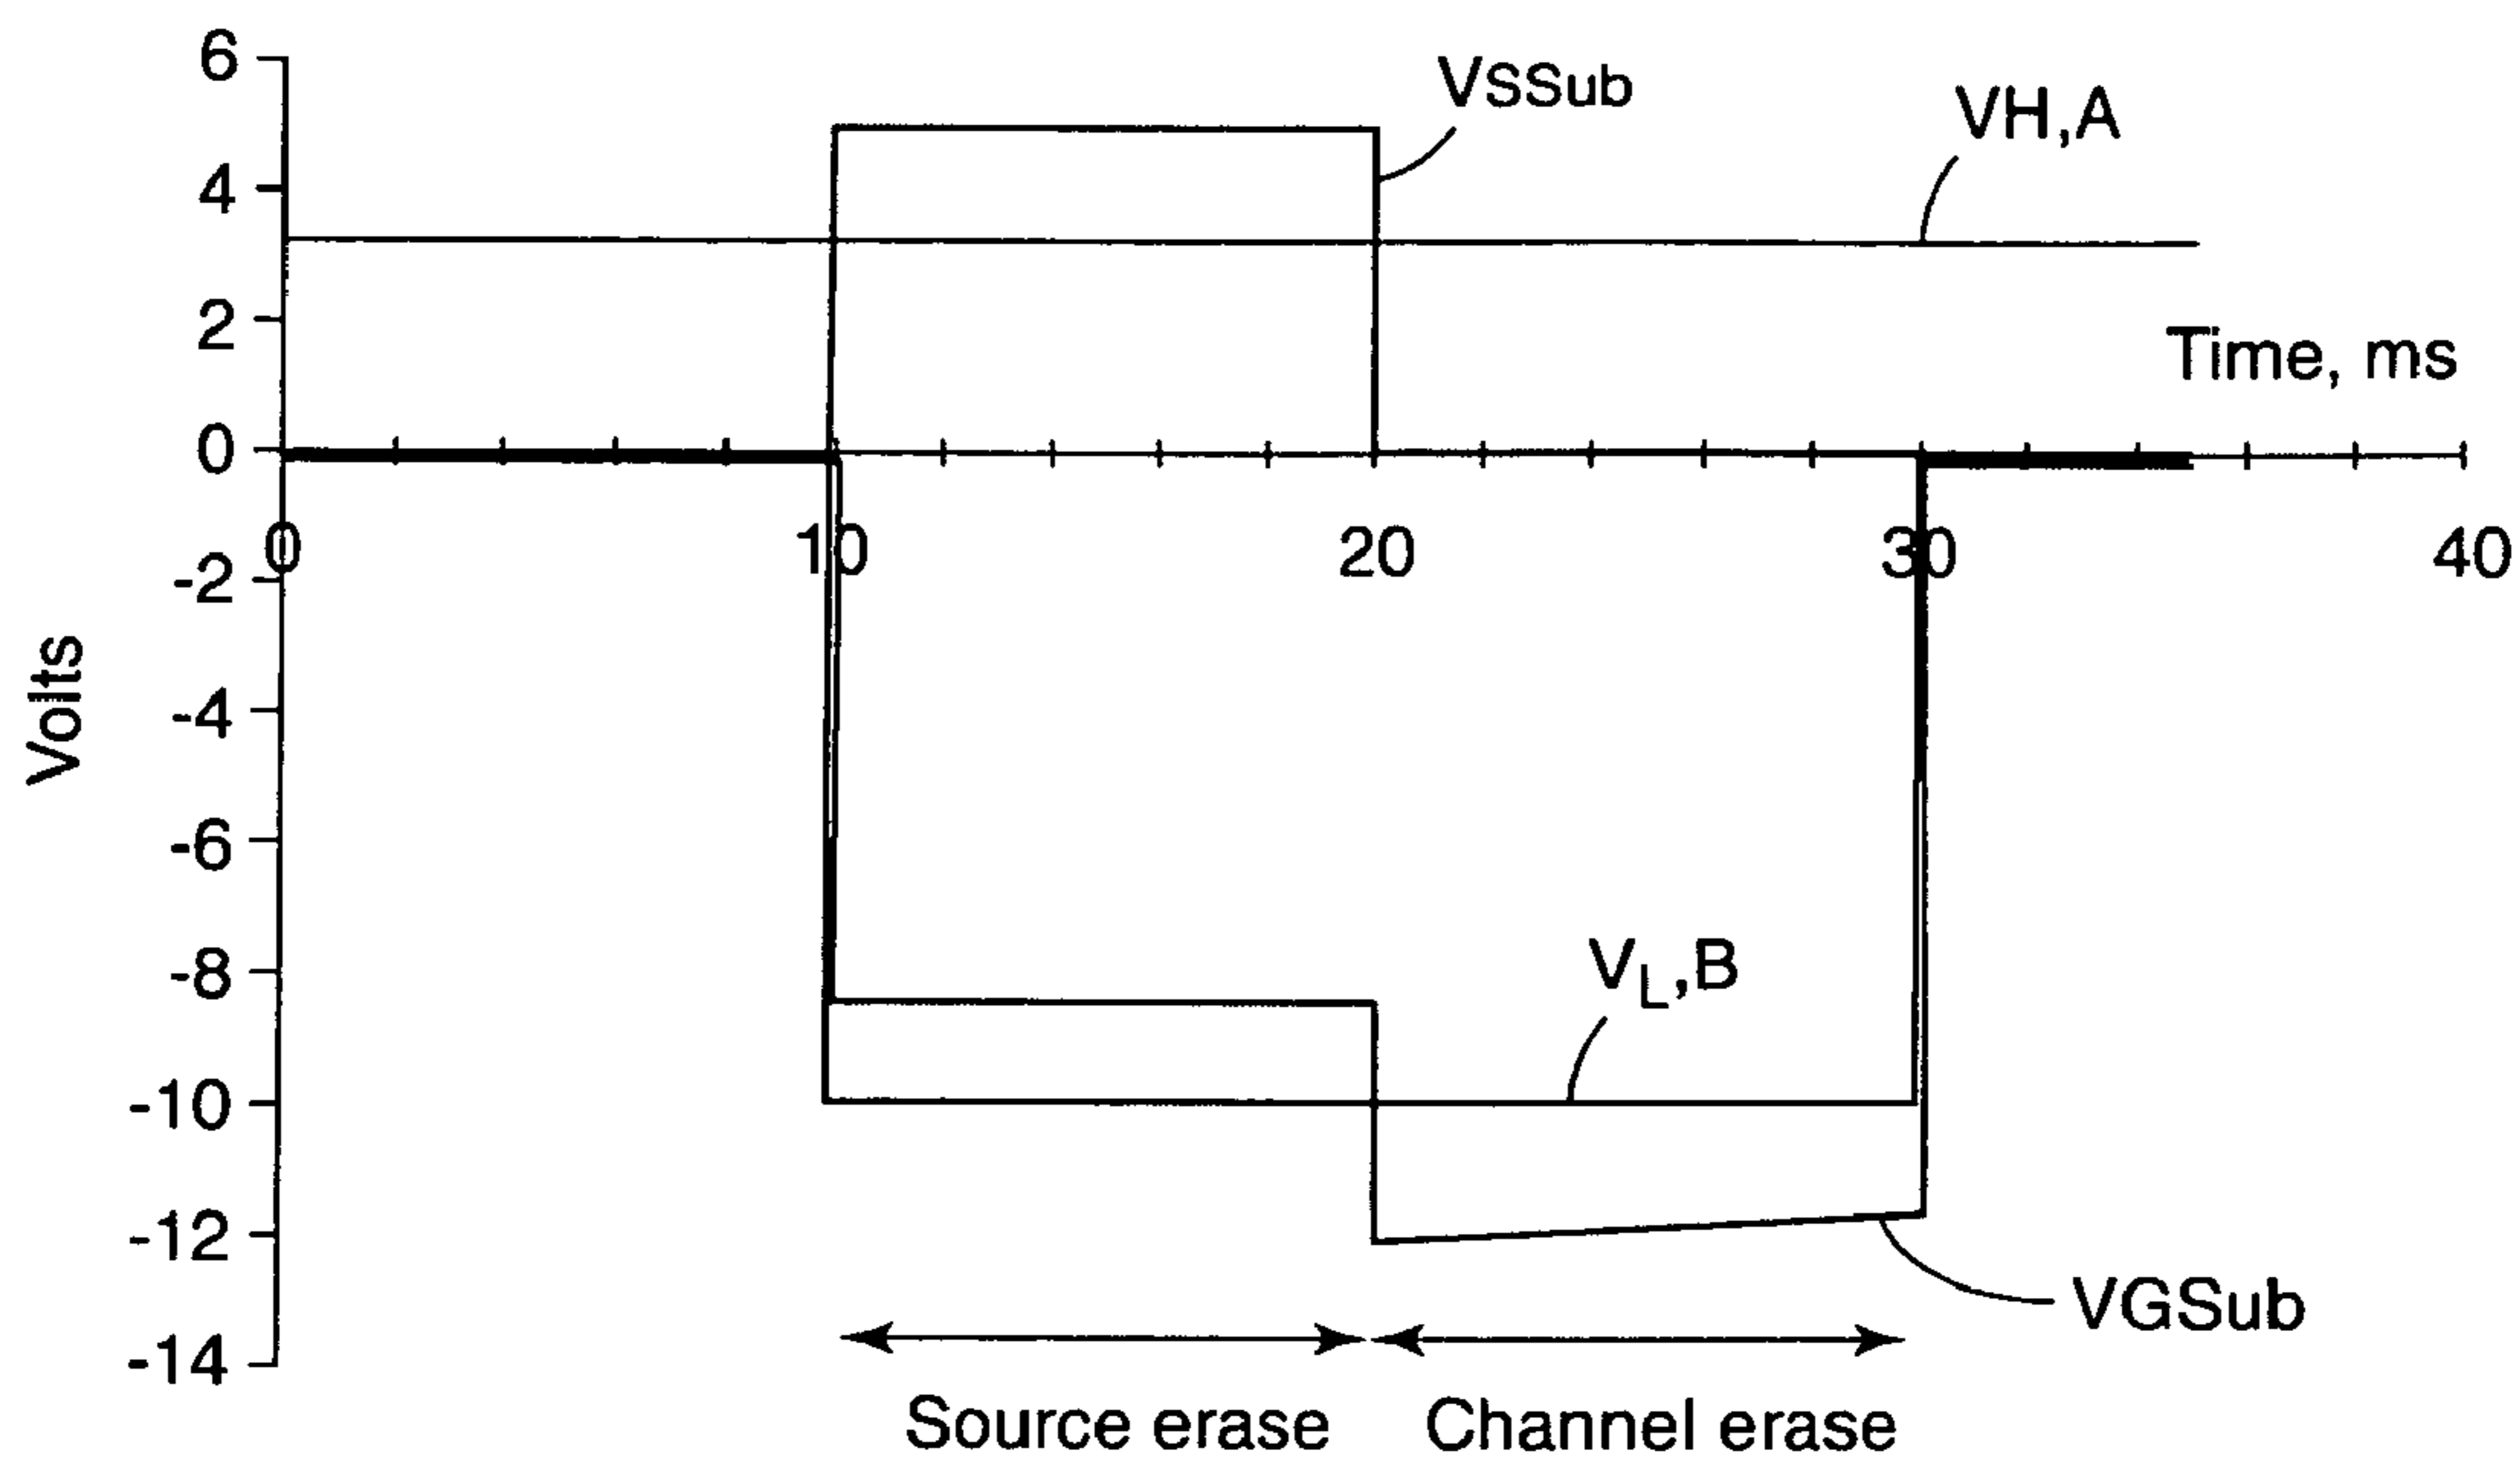 6
4
2
0
-2
-4
-6
-8
-10
-12
-14
Volts
VSSub
VH,A
Time, ms
0
10
20
30
40
VL,B
VGSub
Source erase
Channel erase